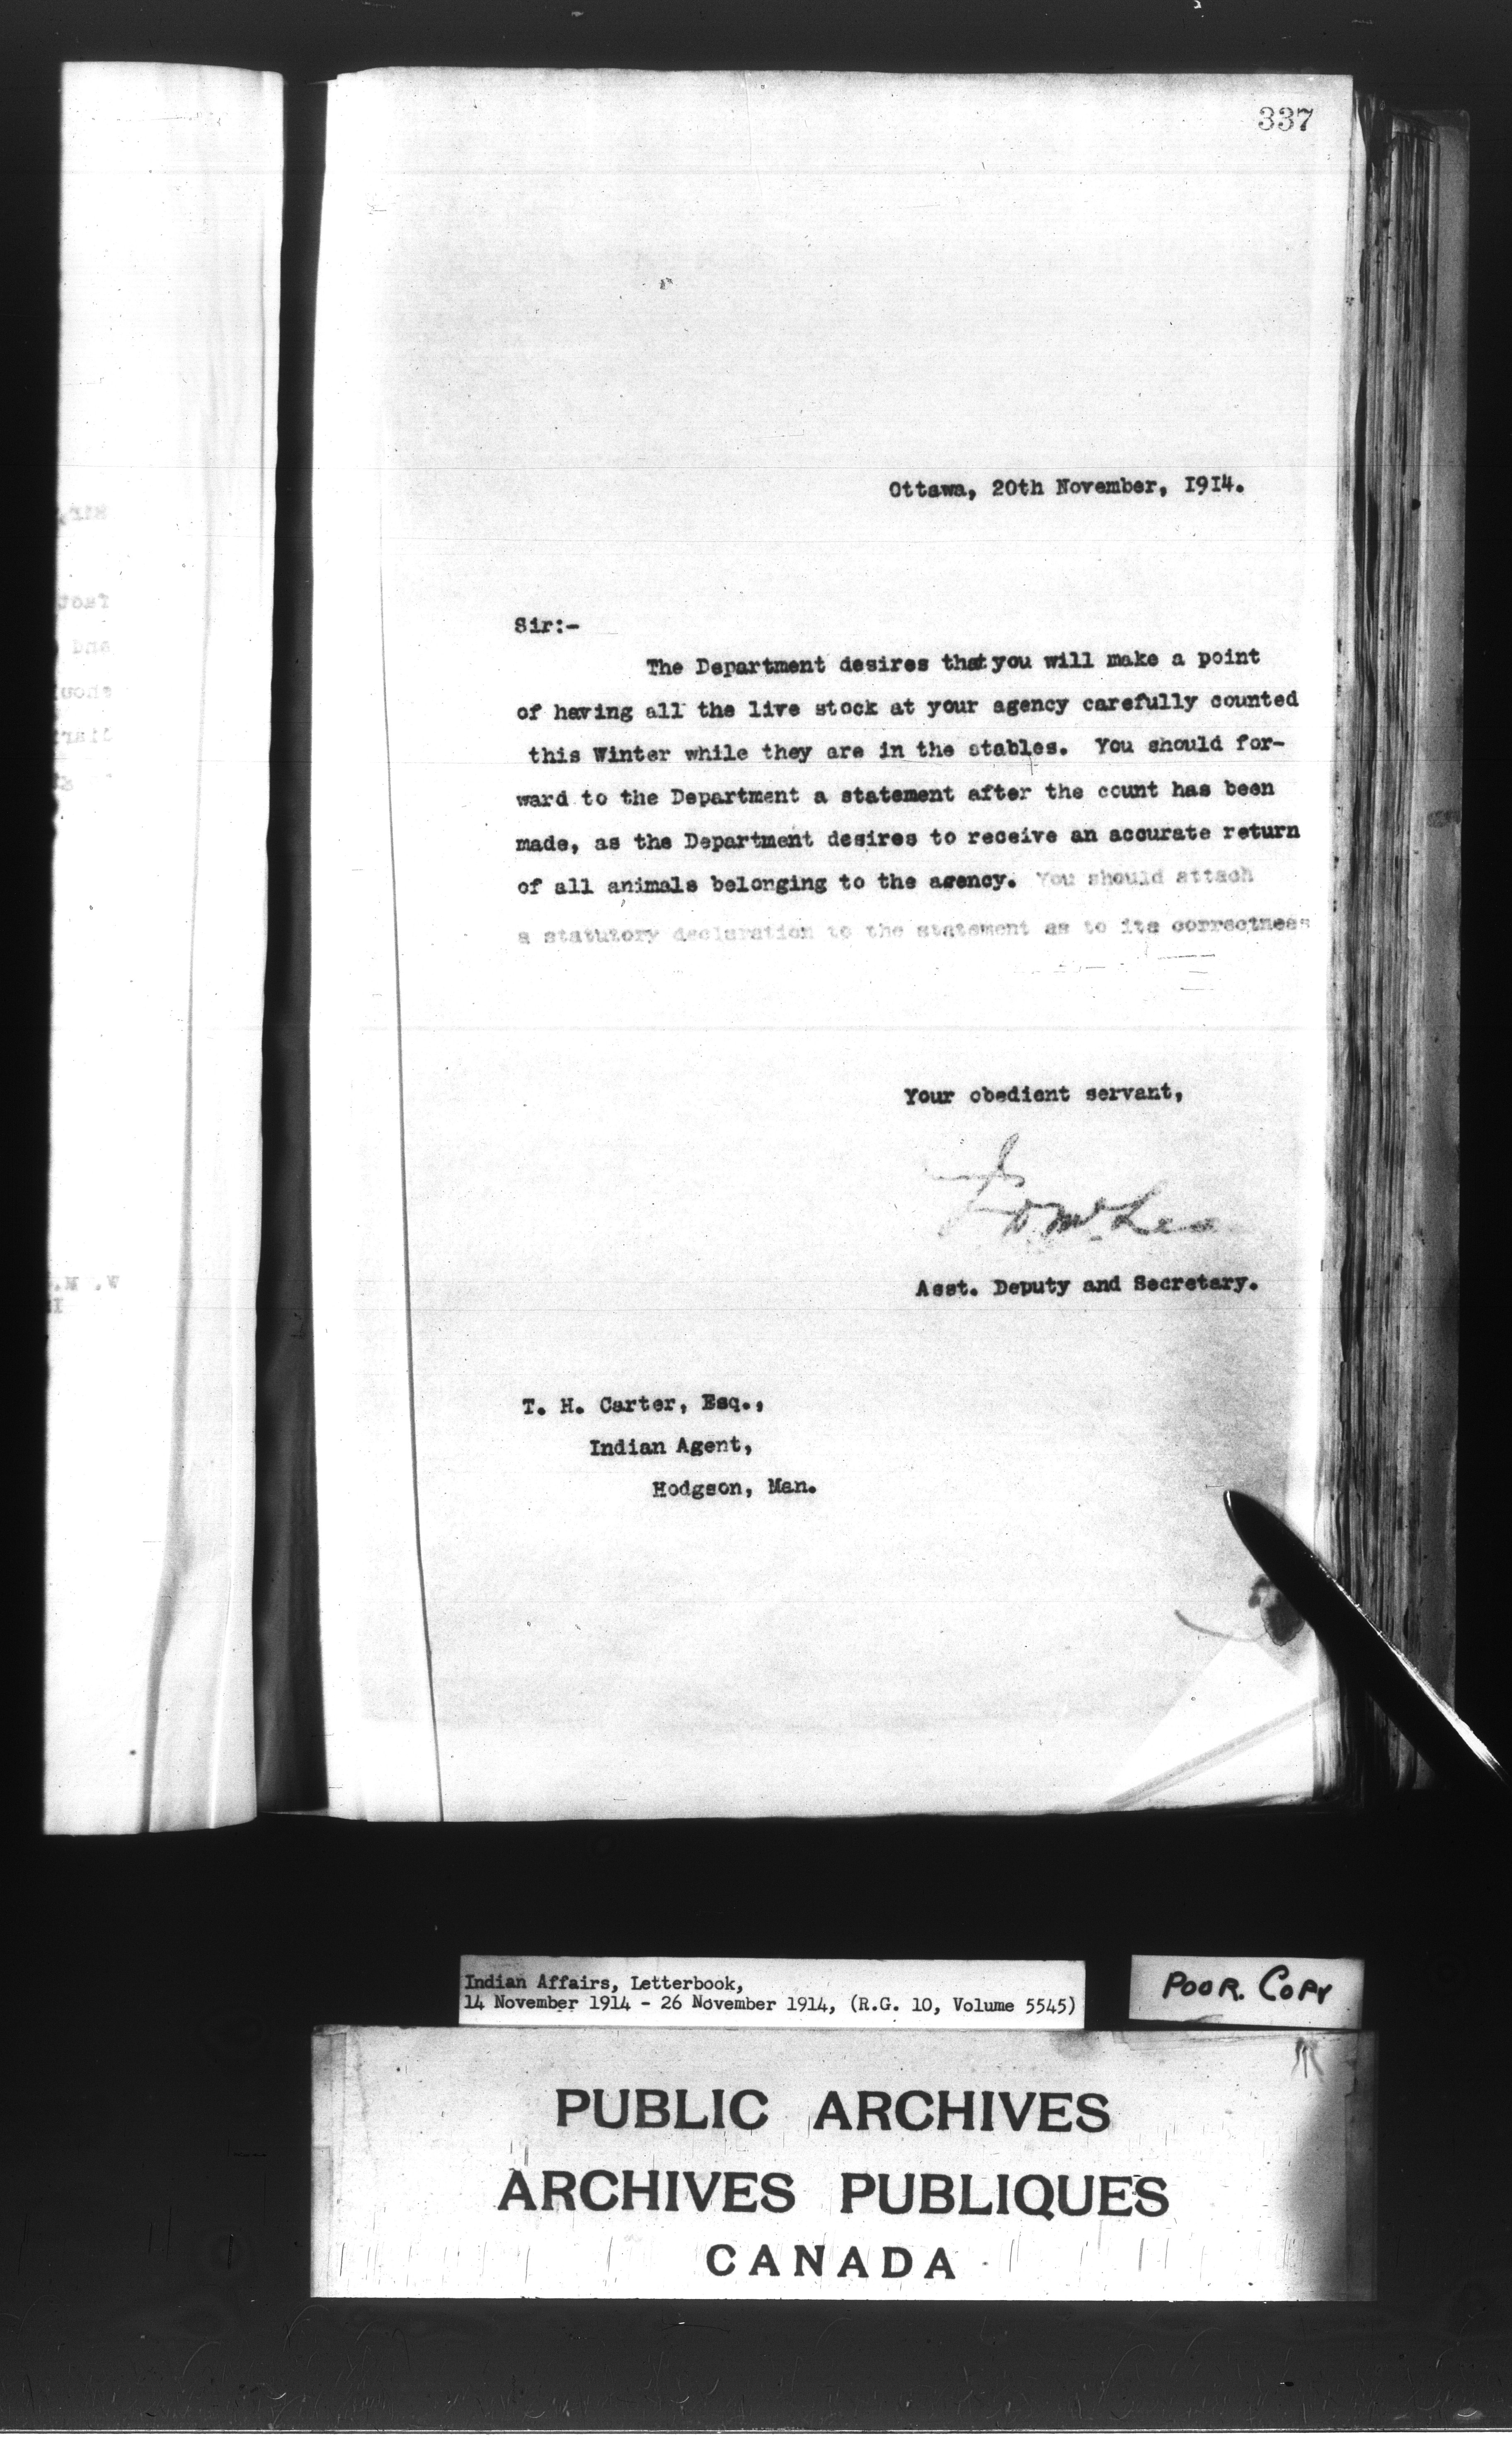 337
Ottawa, 20th November, 1914.
Sir:-
The Department desires that you will make a point
of having all the live stock at your agency carefully counted
this Winter while they are in the stables. You should for-
ward to the Department a statement after the count has been
made, as the Department desires to receive an accurate return
of all animals belonging to the agency. You should attach
a statutory declaration to the statement as to its correctness
Your obedient servant,
J. D. McLean
Asst. Deputy and Secretary.
T. H. Carter, Esq.,
Indian Agent,
Hodgson, Man.
Indian Affairs, Letterbook,
14 November 1914 - 26 November 1914, (R.G. 10, Volume 5545)
POOR. COPY
PUBLIC ARCHIVES
ARCHIVES PUBLIQUES
CANADA